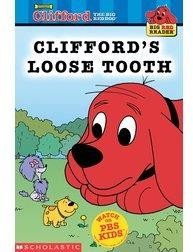 Clifford
THE BIG
RED DOG
BIG RED
READER
CLIFFORD'S
LOOSE TOOTH
WATCH
ON
PBS
KIDS
SCHOLASTIC